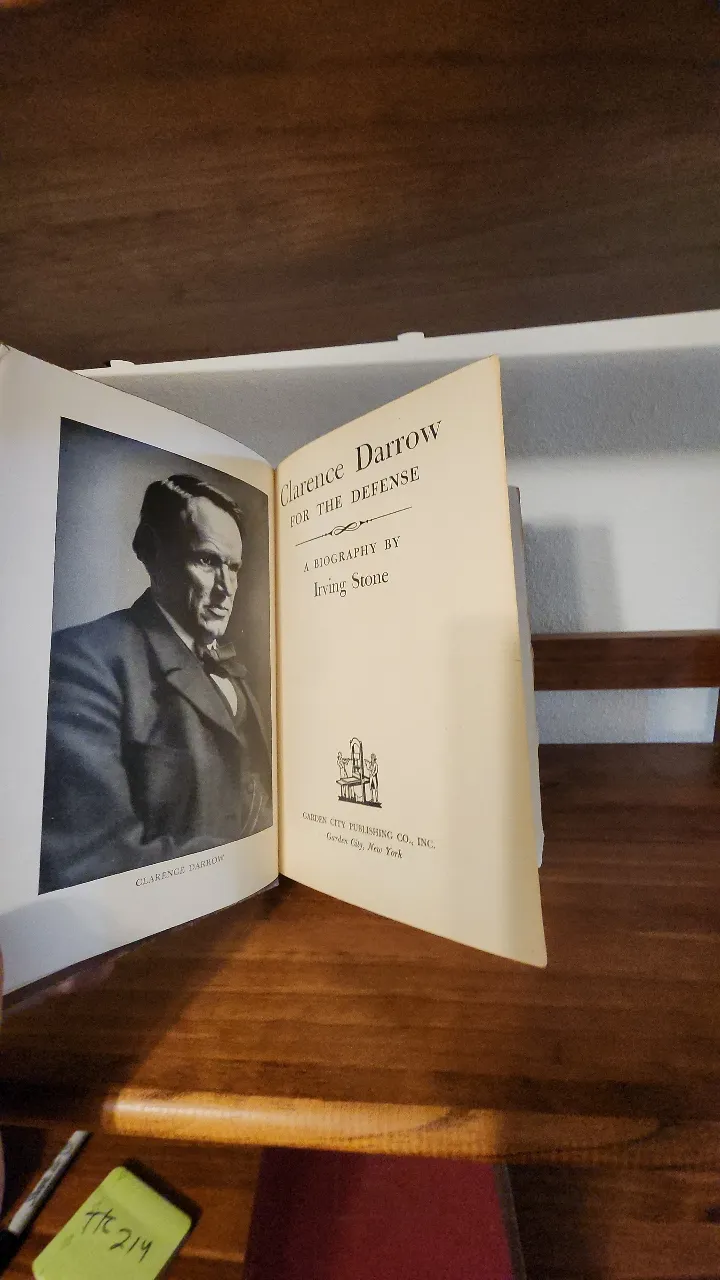 CLARENCE DARROW
Clarence Darrow
FOR THE DEFENSE
A BIOGRAPHY BY
Irving Stone
GARDEN CITY PUBLISHING CO., INC.
Garden City, New York
214